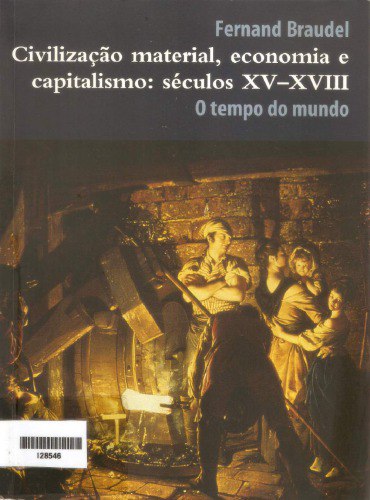 Fernand Braudel
Civilização material, economia e
capitalismo: séculos XV–XVIII
O tempo do mundo
128546